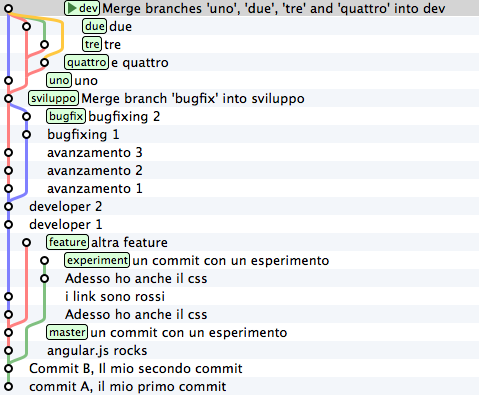 dev Merge branches 'uno', 'due', 'tre' and 'quattro' into dev
due due
tre tre
quattro e quattro
uno uno
sviluppo Merge branch 'bugfix' into sviluppo
bugfix bugfixing 2
bugfixing 1
avanzamento 3
avanzamento 2
avanzamento 1
developer 2
developer 1
feature altra feature
experiment un commit con un esperimento
Adesso ho anche il css
i link sono rossi
Adesso ho anche il css
master un commit con un esperimento
angular.js rocks
Commit B, Il mio secondo commit
commit A, il mio primo commit